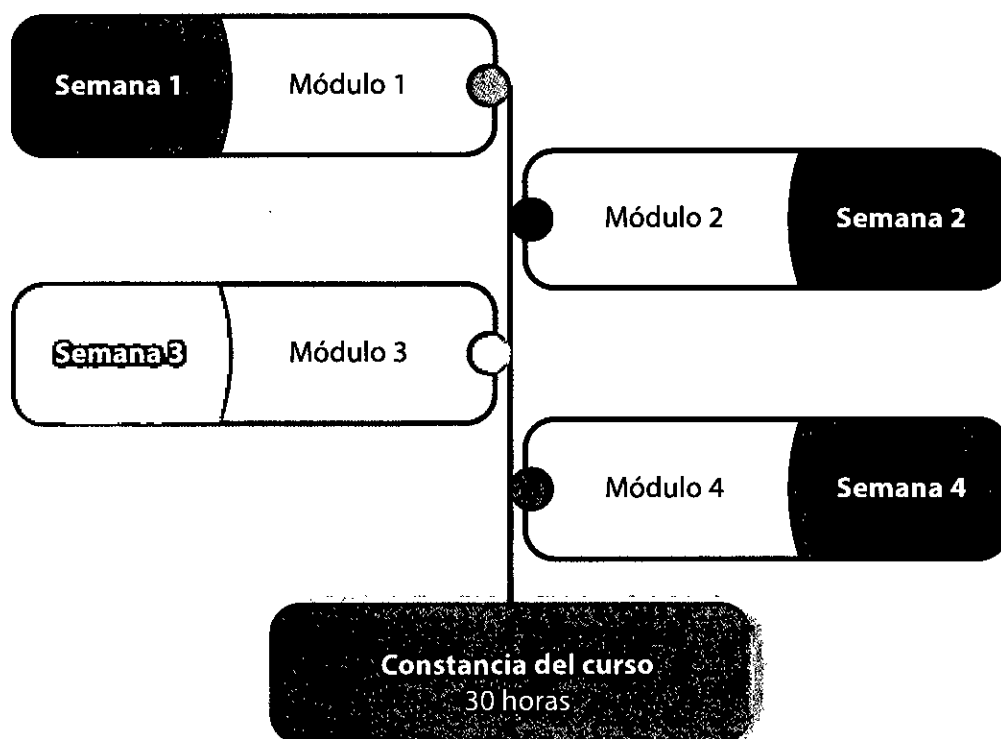 Semana 1 Módulo 1
Módulo 2 Semana 2
Semana 3 Módulo 3
Módulo 4 Semana 4
Constancia del curso
30 horas